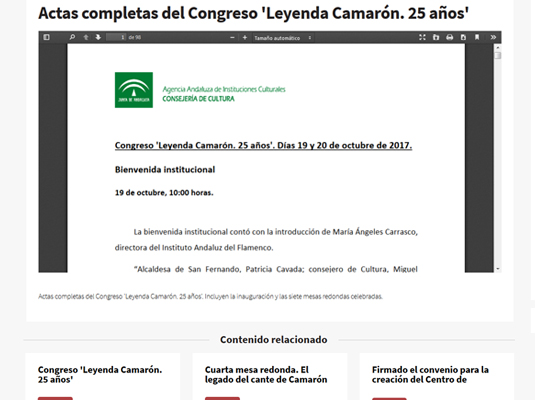 Actas completas del Congreso 'Leyenda Camarón. 25 años'
1 de 98 Tamaño automático
JUNTA DE ANDALUCIA
Agencia Andaluza de Instituciones Culturales
CONSEJERÍA DE CULTURA
Congreso 'Leyenda Camarón. 25 años'. Días 19 y 20 de octubre de 2017.
Bienvenida institucional
19 de octubre, 10:00 horas.
La bienvenida institucional contó con la introducción de María Ángeles Carrasco,
directora del Instituto Andaluz del Flamenco.
"Alcaldesa de San Fernando, Patricia Cavada; consejero de Cultura, Miguel
Actas completas del Congreso 'Leyenda Camarón. 25 años'. Incluyen la inauguración y las siete mesas redondas celebradas.
Contenido relacionado
Congreso 'Leyenda Camarón.
25 años'
Cuarta mesa redonda. El
legado del cante de Camarón
Firmado el convenio para la
creación del Centro de